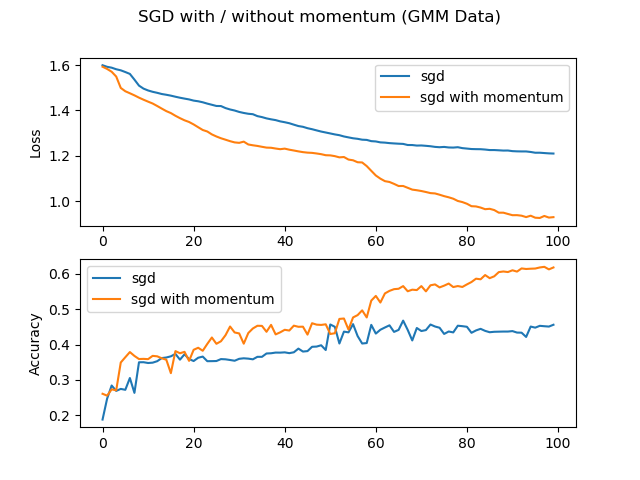 SGD with / without momentum (GMM Data)
1.6
1.4
1.2
1.0
Loss
sgd
sgd with momentum
0 20 40 60 80 100
0.6
0.5
0.4
0.3
0.2
Accuracy
sgd
sgd with momentum
0 20 40 60 80 100